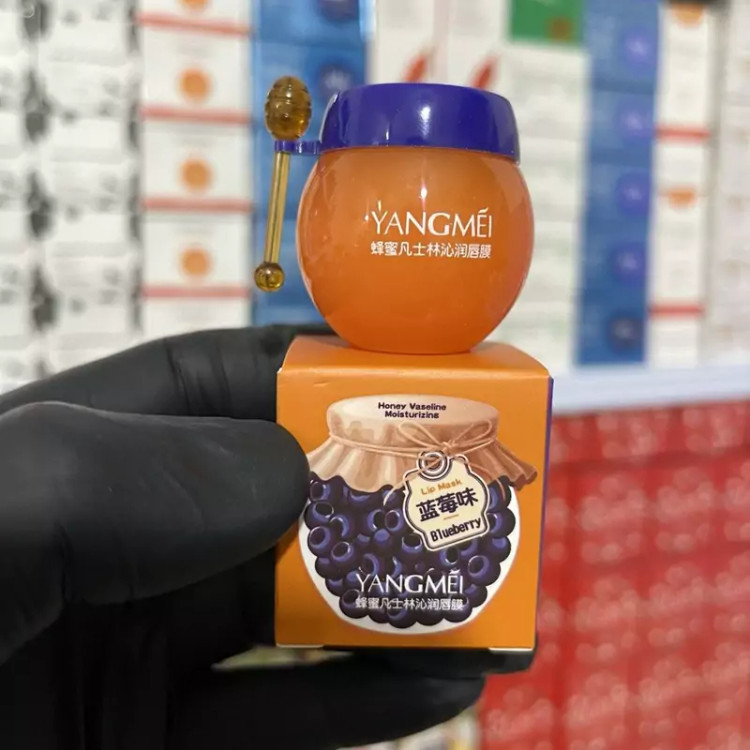 YANGMEI
蜂蜜凡士林沁润唇膜
Honey Vaseline
Moisturizing
Lip Mask
蓝莓味
Blueberry
YANGMEI
蜂蜜凡士林沁润唇膜